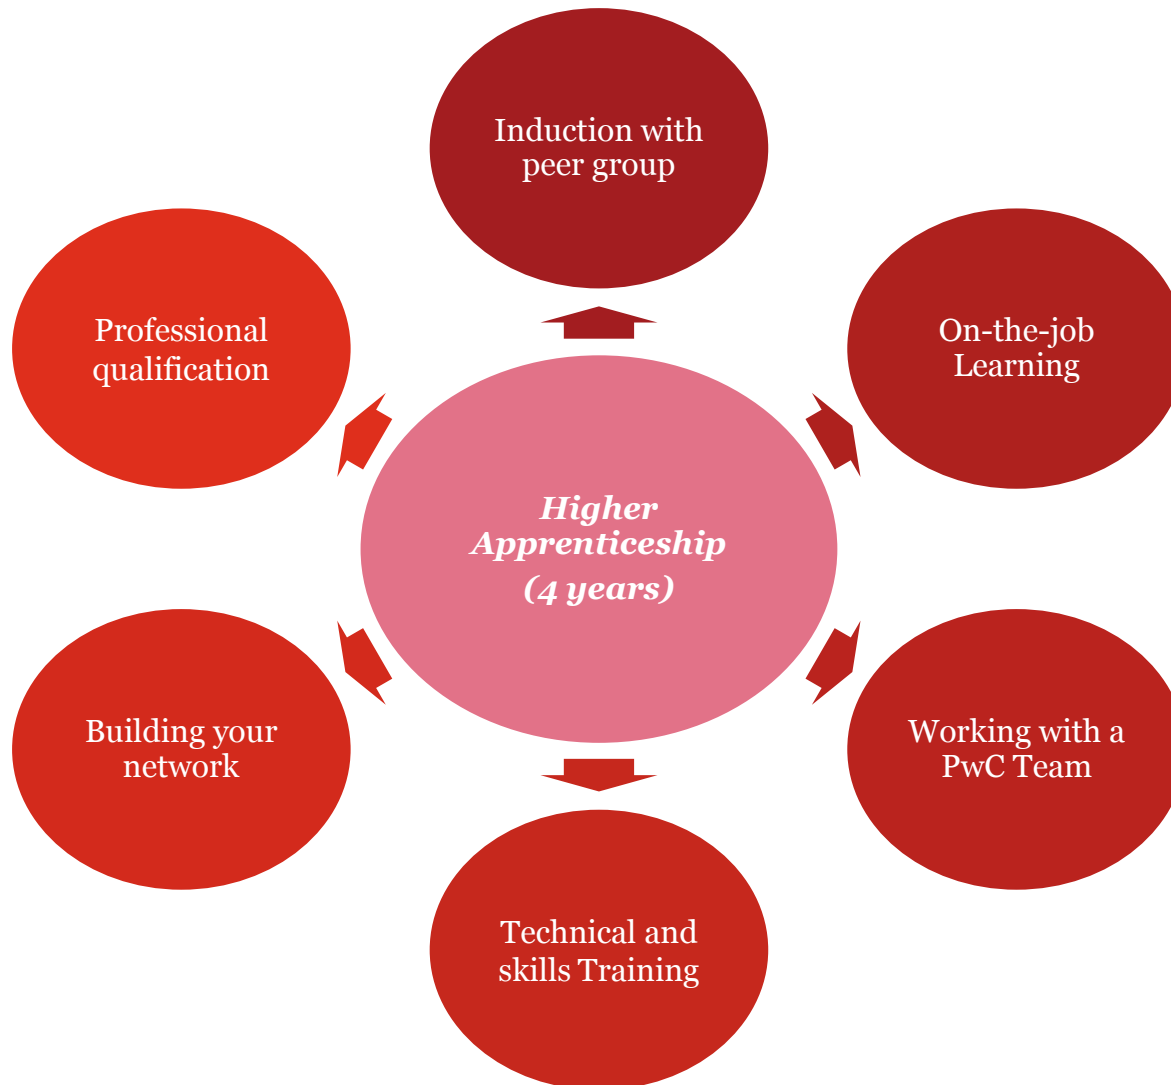 Induction with
peer group
On-the-job
Learning
Working with a
PwC Team
Technical and
skills Training
Building your
network
Professional
qualification
Higher
Apprenticeship
(4 years)